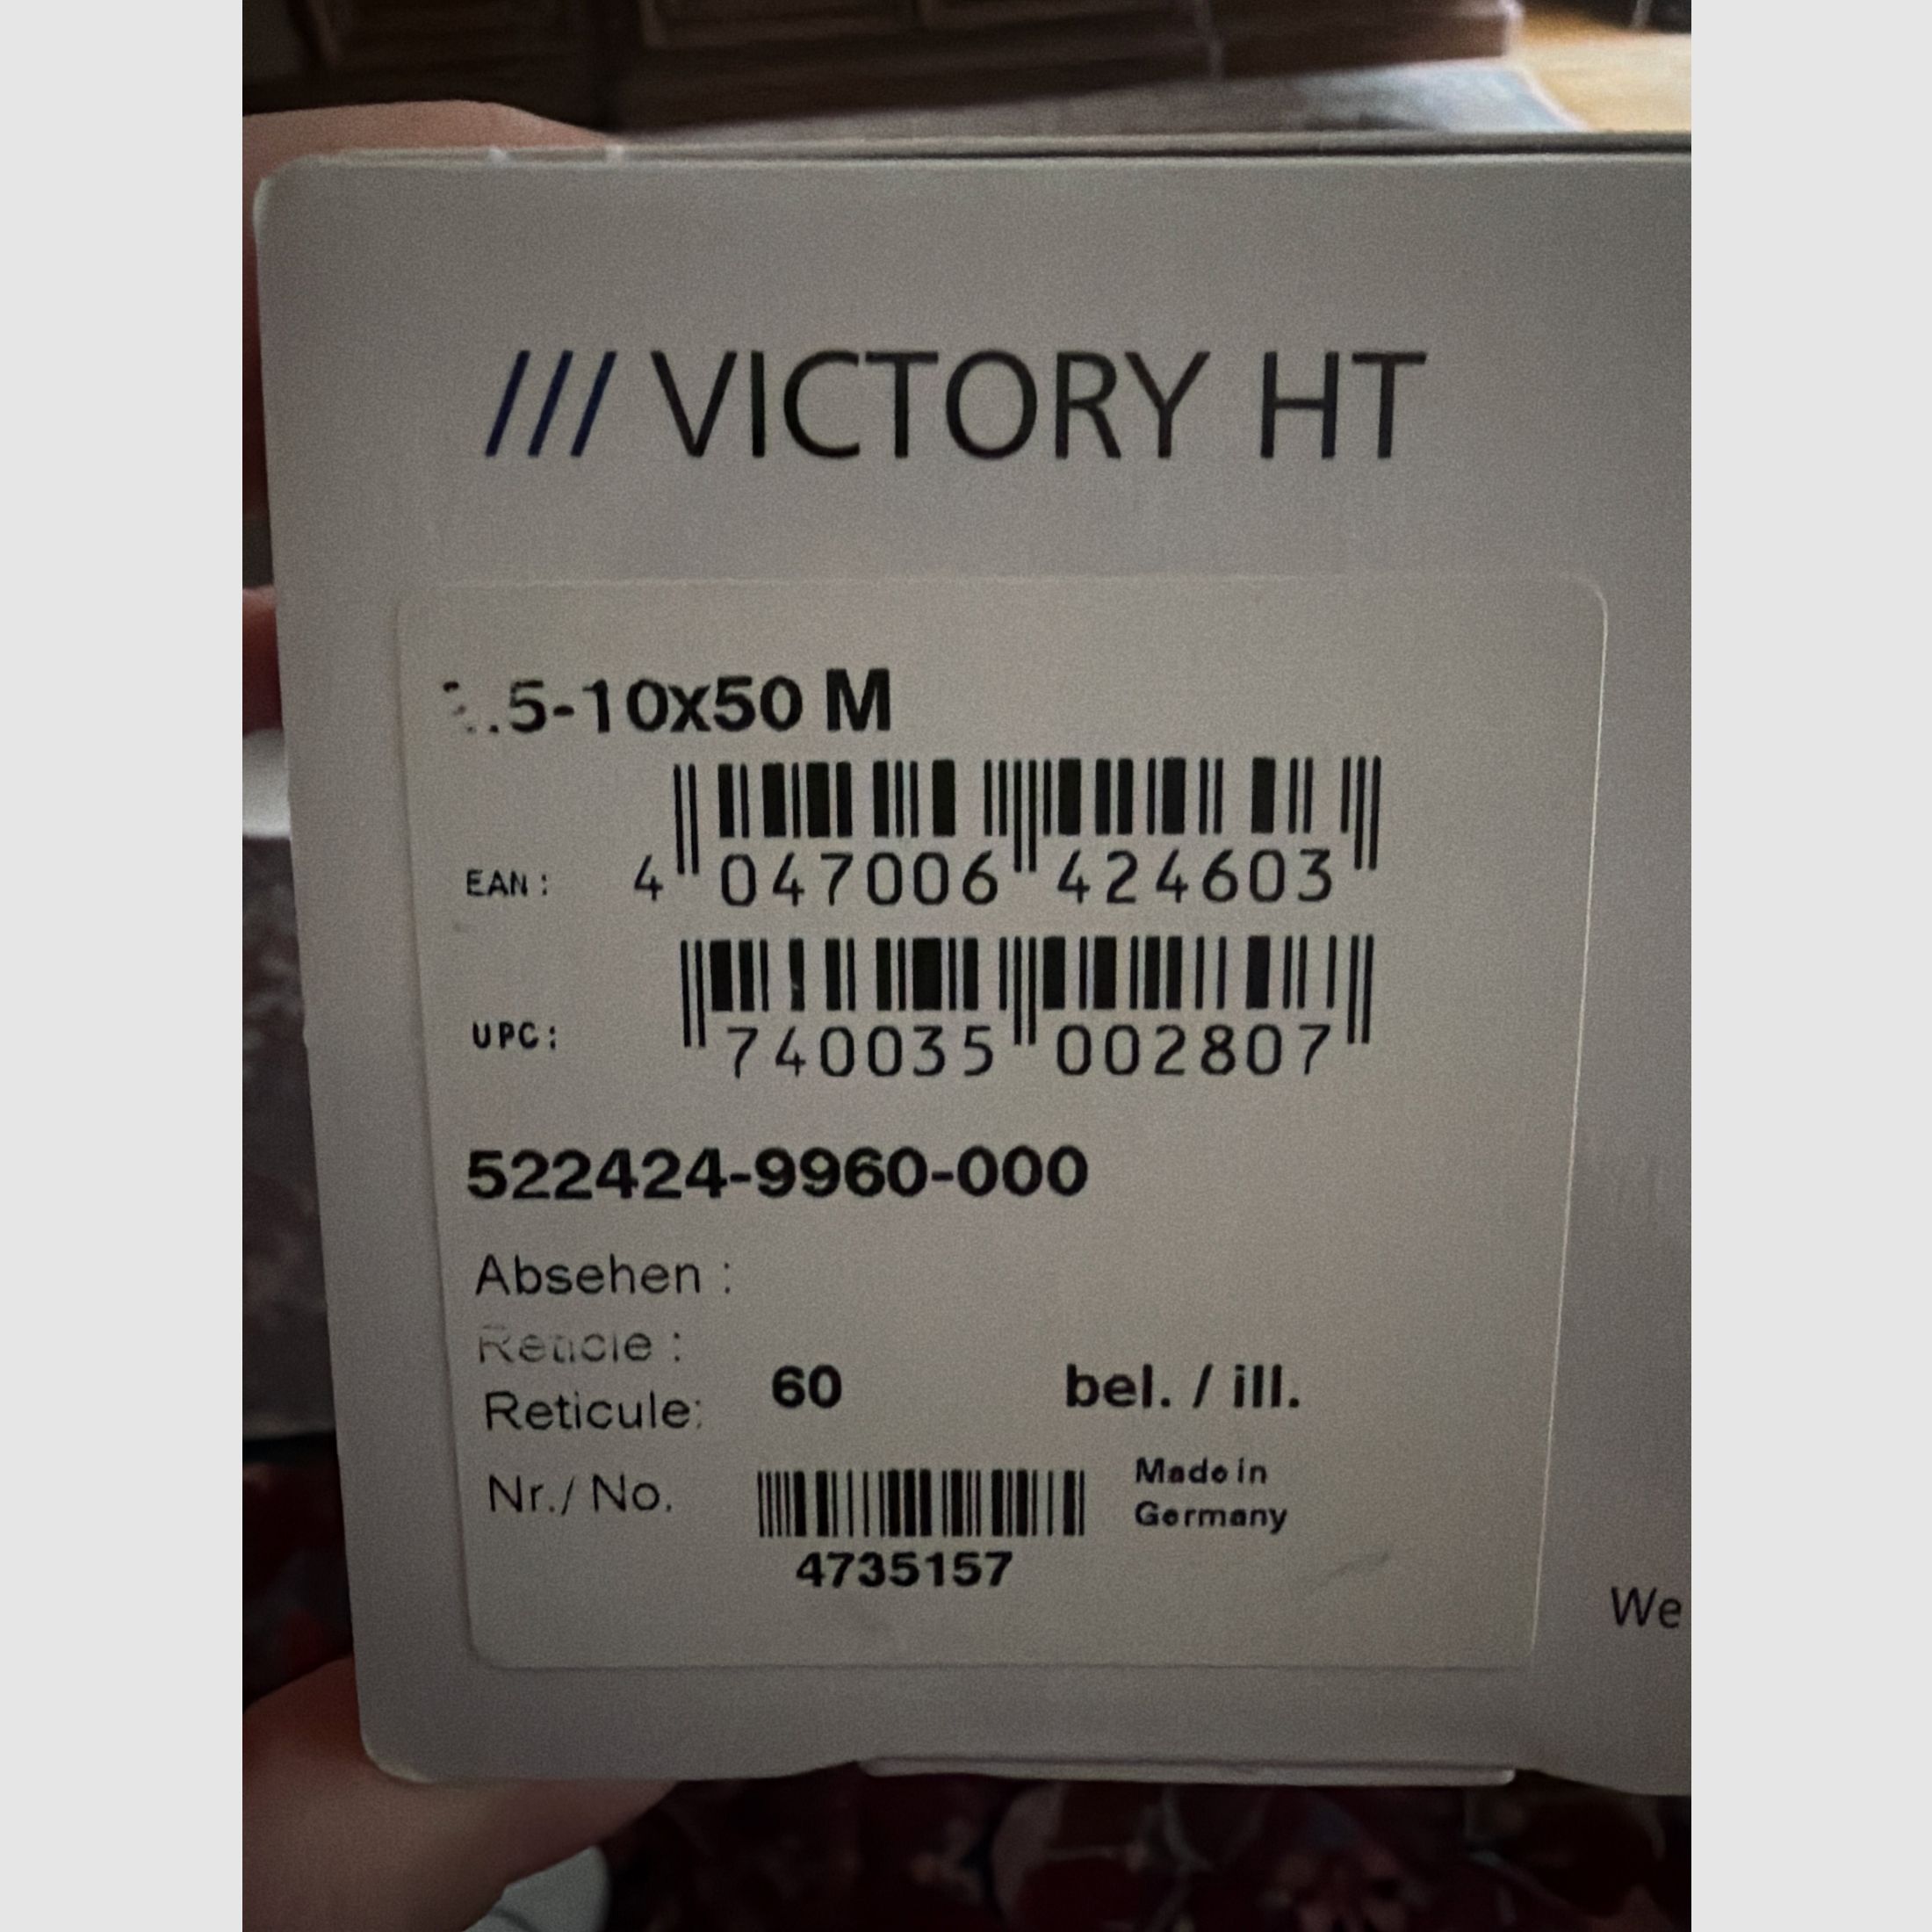 /// VICTORY HT
.5-10x50 M
EAN: 4 047006 424603
UPC: 740035 002807
522424-9960-000
Absehen :
Reticle :
Reticule: 60 bel. / ill.
Nr./ No.
4735157
Made in
Germany
We